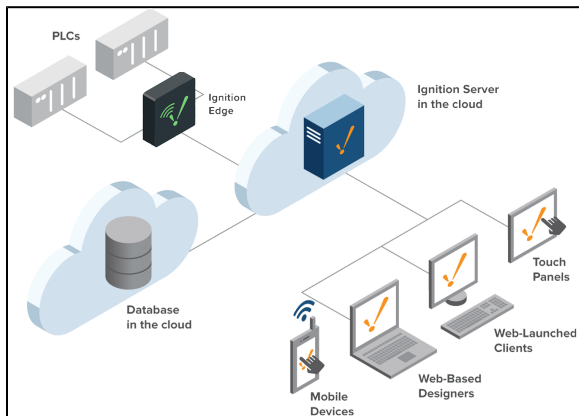 PLCs
Ignition
Edge
Ignition Server
in the cloud
Database
in the cloud
Touch
Panels
Web-Launched
Clients
Web-Based
Designers
Mobile
Devices